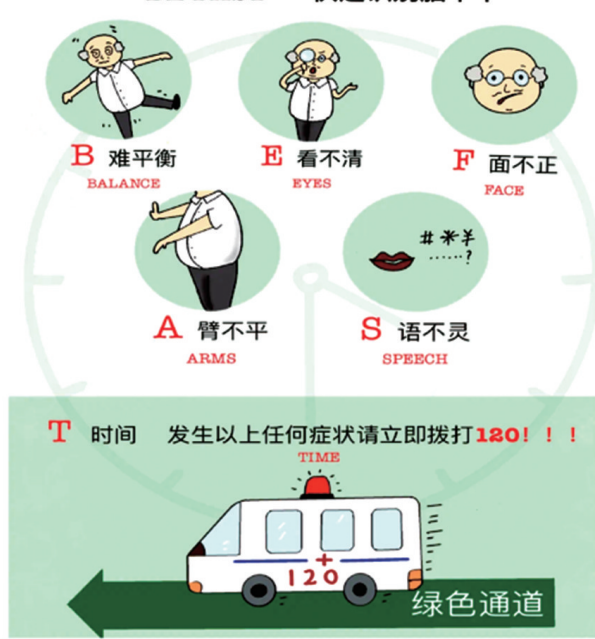 B 难平衡
BALANCE
E 看不清
EYES
F 面不正
FACE
#*¥
……?
A 臂不平
ARMS
S 语不灵
SPEECH
T 时间 发生以上任何症状请立即拨打120!!!
TIME
120
绿色通道